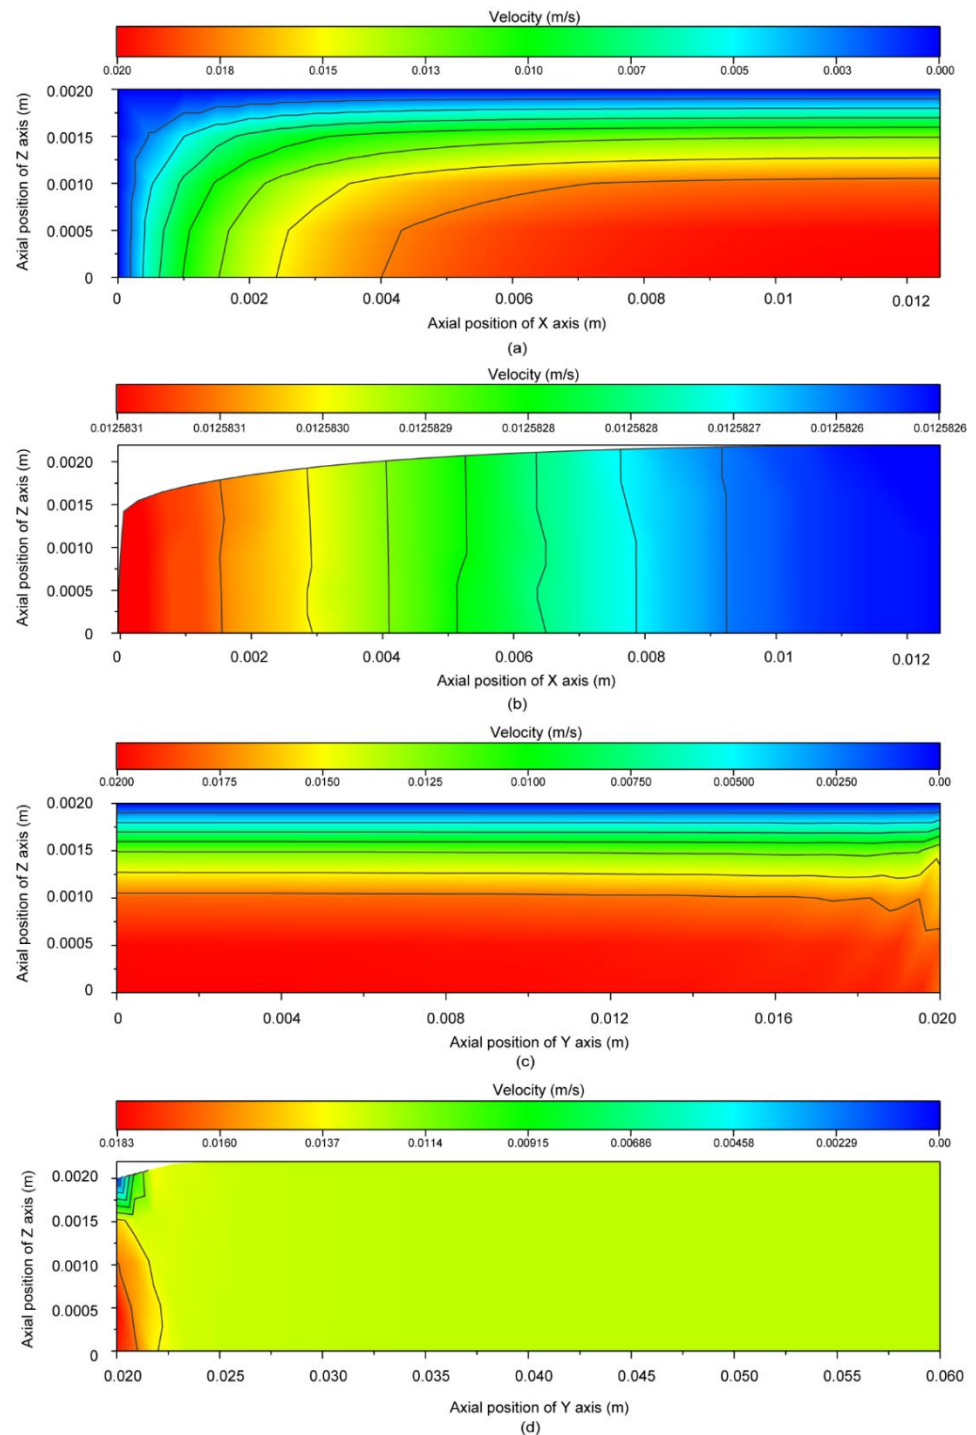 Velocity (m/s)
0.020 0.018 0.015 0.013 0.010 0.007 0.005 0.003 0.000
Axial position of Z axis (m)
0.0020
0.0015
0.0010
0.0005
0
0 0.002 0.004 0.006 0.008 0.01 0.012
Axial position of X axis (m)
(a)
Velocity (m/s)
0.0125831 0.0125831 0.0125830 0.0125829 0.0125828 0.0125828 0.0125827 0.0125826 0.0125826
Axial position of Z axis (m)
0.0020
0.0015
0.0010
0.0005
0
0 0.002 0.004 0.006 0.008 0.01 0.012
Axial position of X axis (m)
(b)
Velocity (m/s)
0.0200 0.0175 0.0150 0.0125 0.0100 0.00750 0.00500 0.00250 0.00
Axial position of Z axis (m)
0.0020
0.0015
0.0010
0.0005
0
0 0.004 0.008 0.012 0.016 0.020
Axial position of Y axis (m)
(c)
Velocity (m/s)
0.0183 0.0160 0.0137 0.0114 0.00915 0.00686 0.00458 0.00229 0.00
Axial position of Z axis (m)
0.0020
0.0015
0.0010
0.0005
0
0.020 0.025 0.030 0.035 0.040 0.045 0.050 0.055 0.060
Axial position of Y axis (m)
(d)